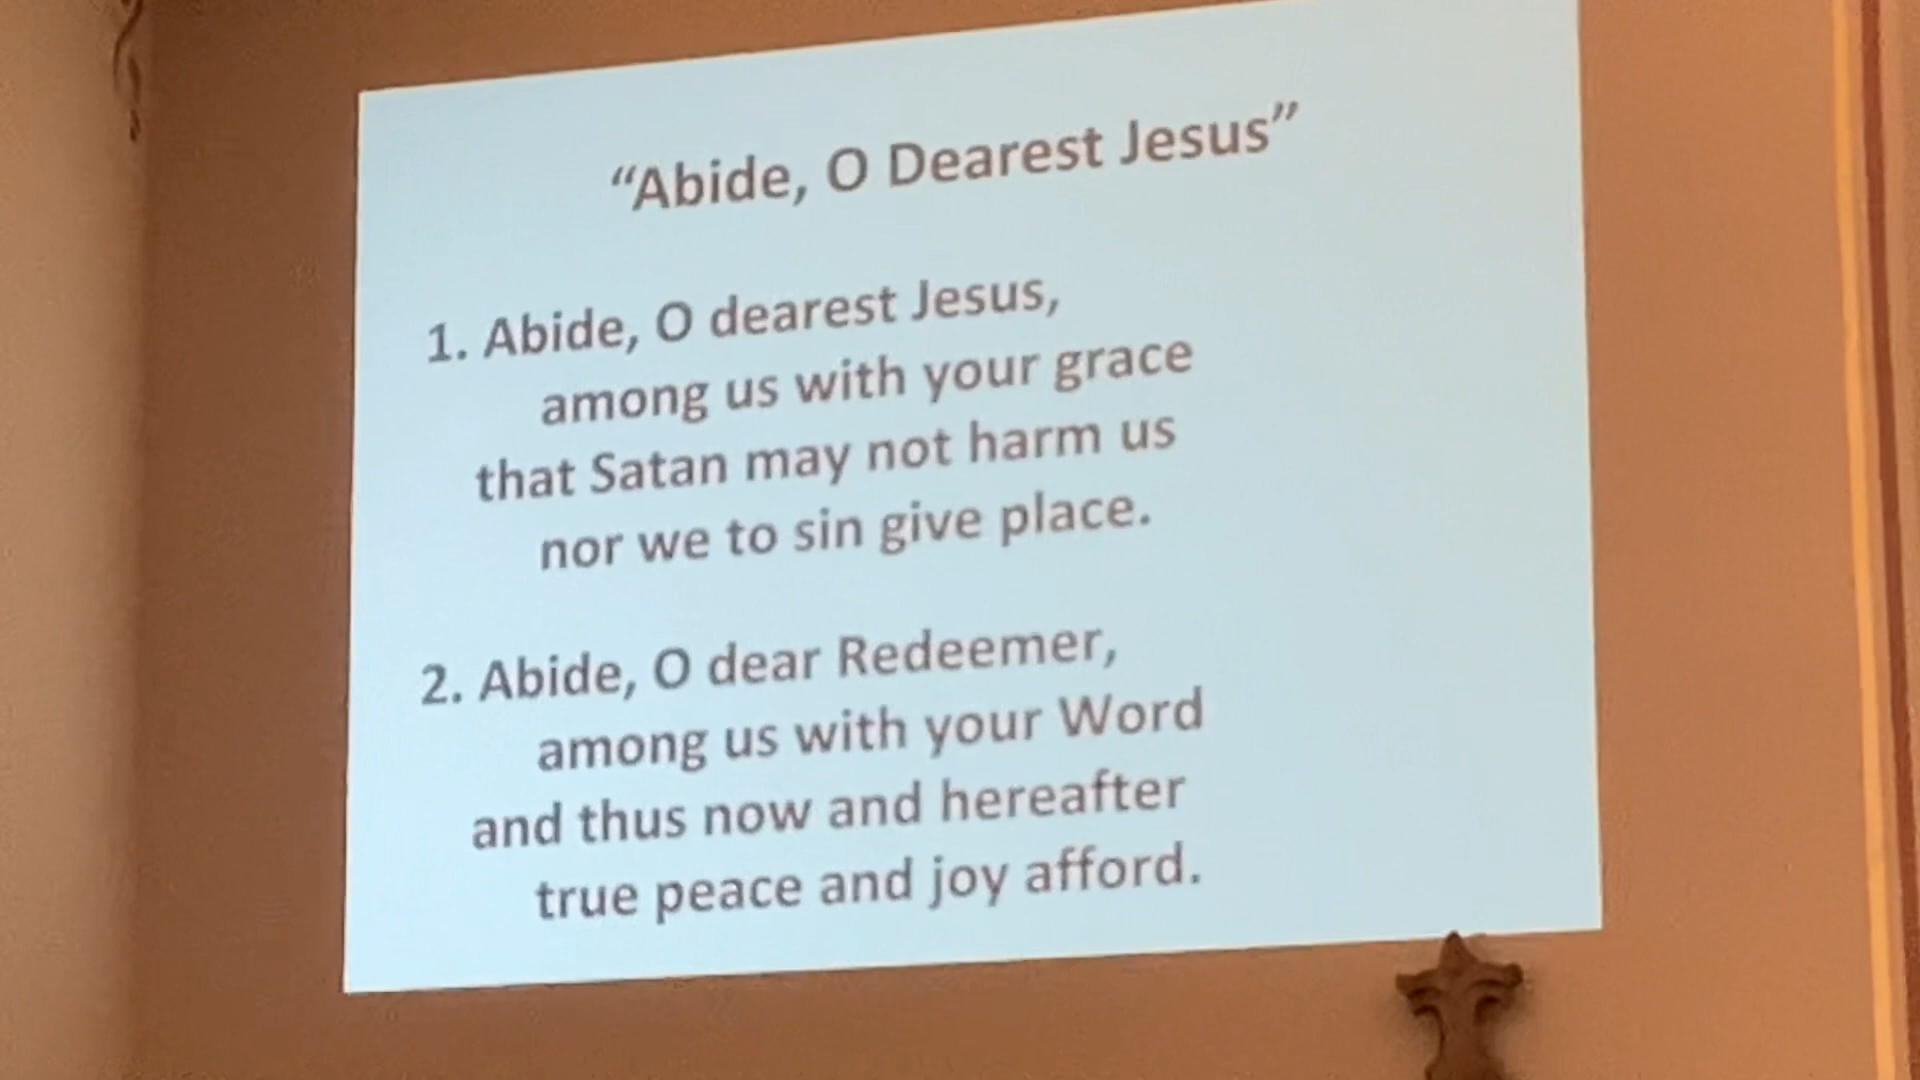 “Abide, O Dearest Jesus”
1. Abide, O dearest Jesus,
among us with your grace
that Satan may not harm us
nor we to sin give place.
2. Abide, O dear Redeemer,
among us with your Word
and thus now and hereafter
true peace and joy afford.